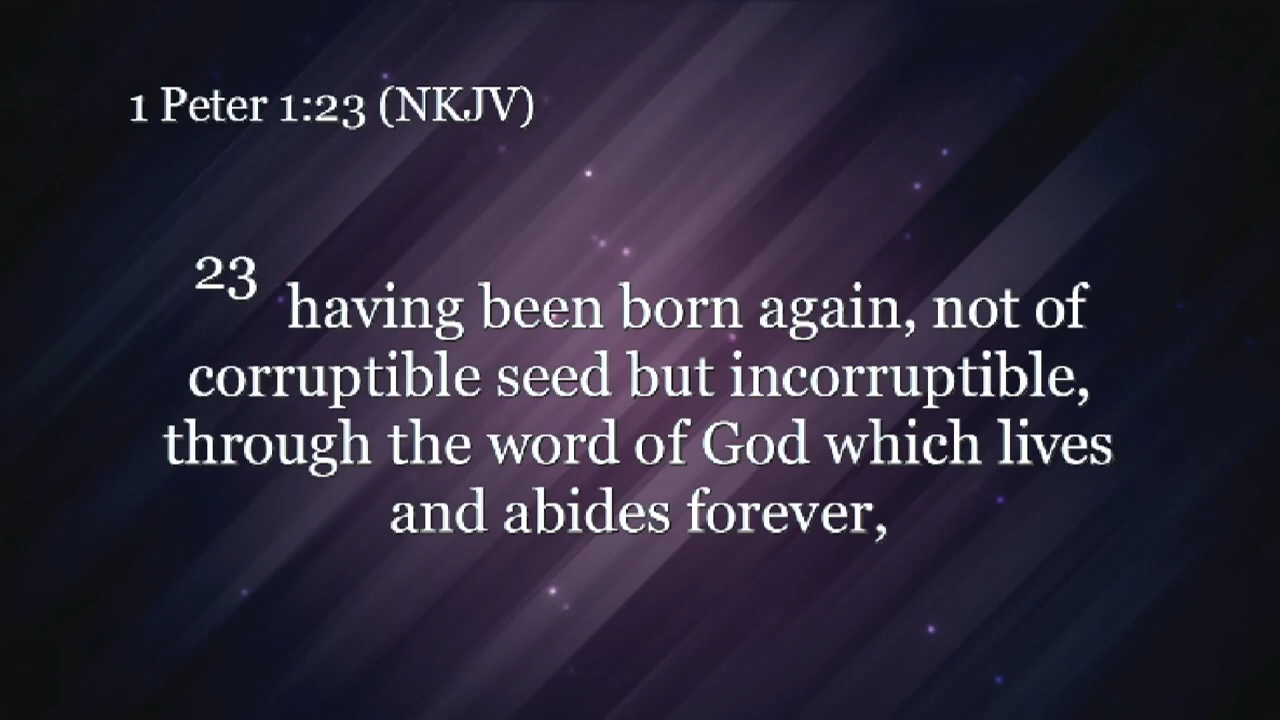 1 Peter 1:23 (NKJV)
23 having been born again, not of
corruptible seed but incorruptible,
through the word of God which lives
and abides forever,